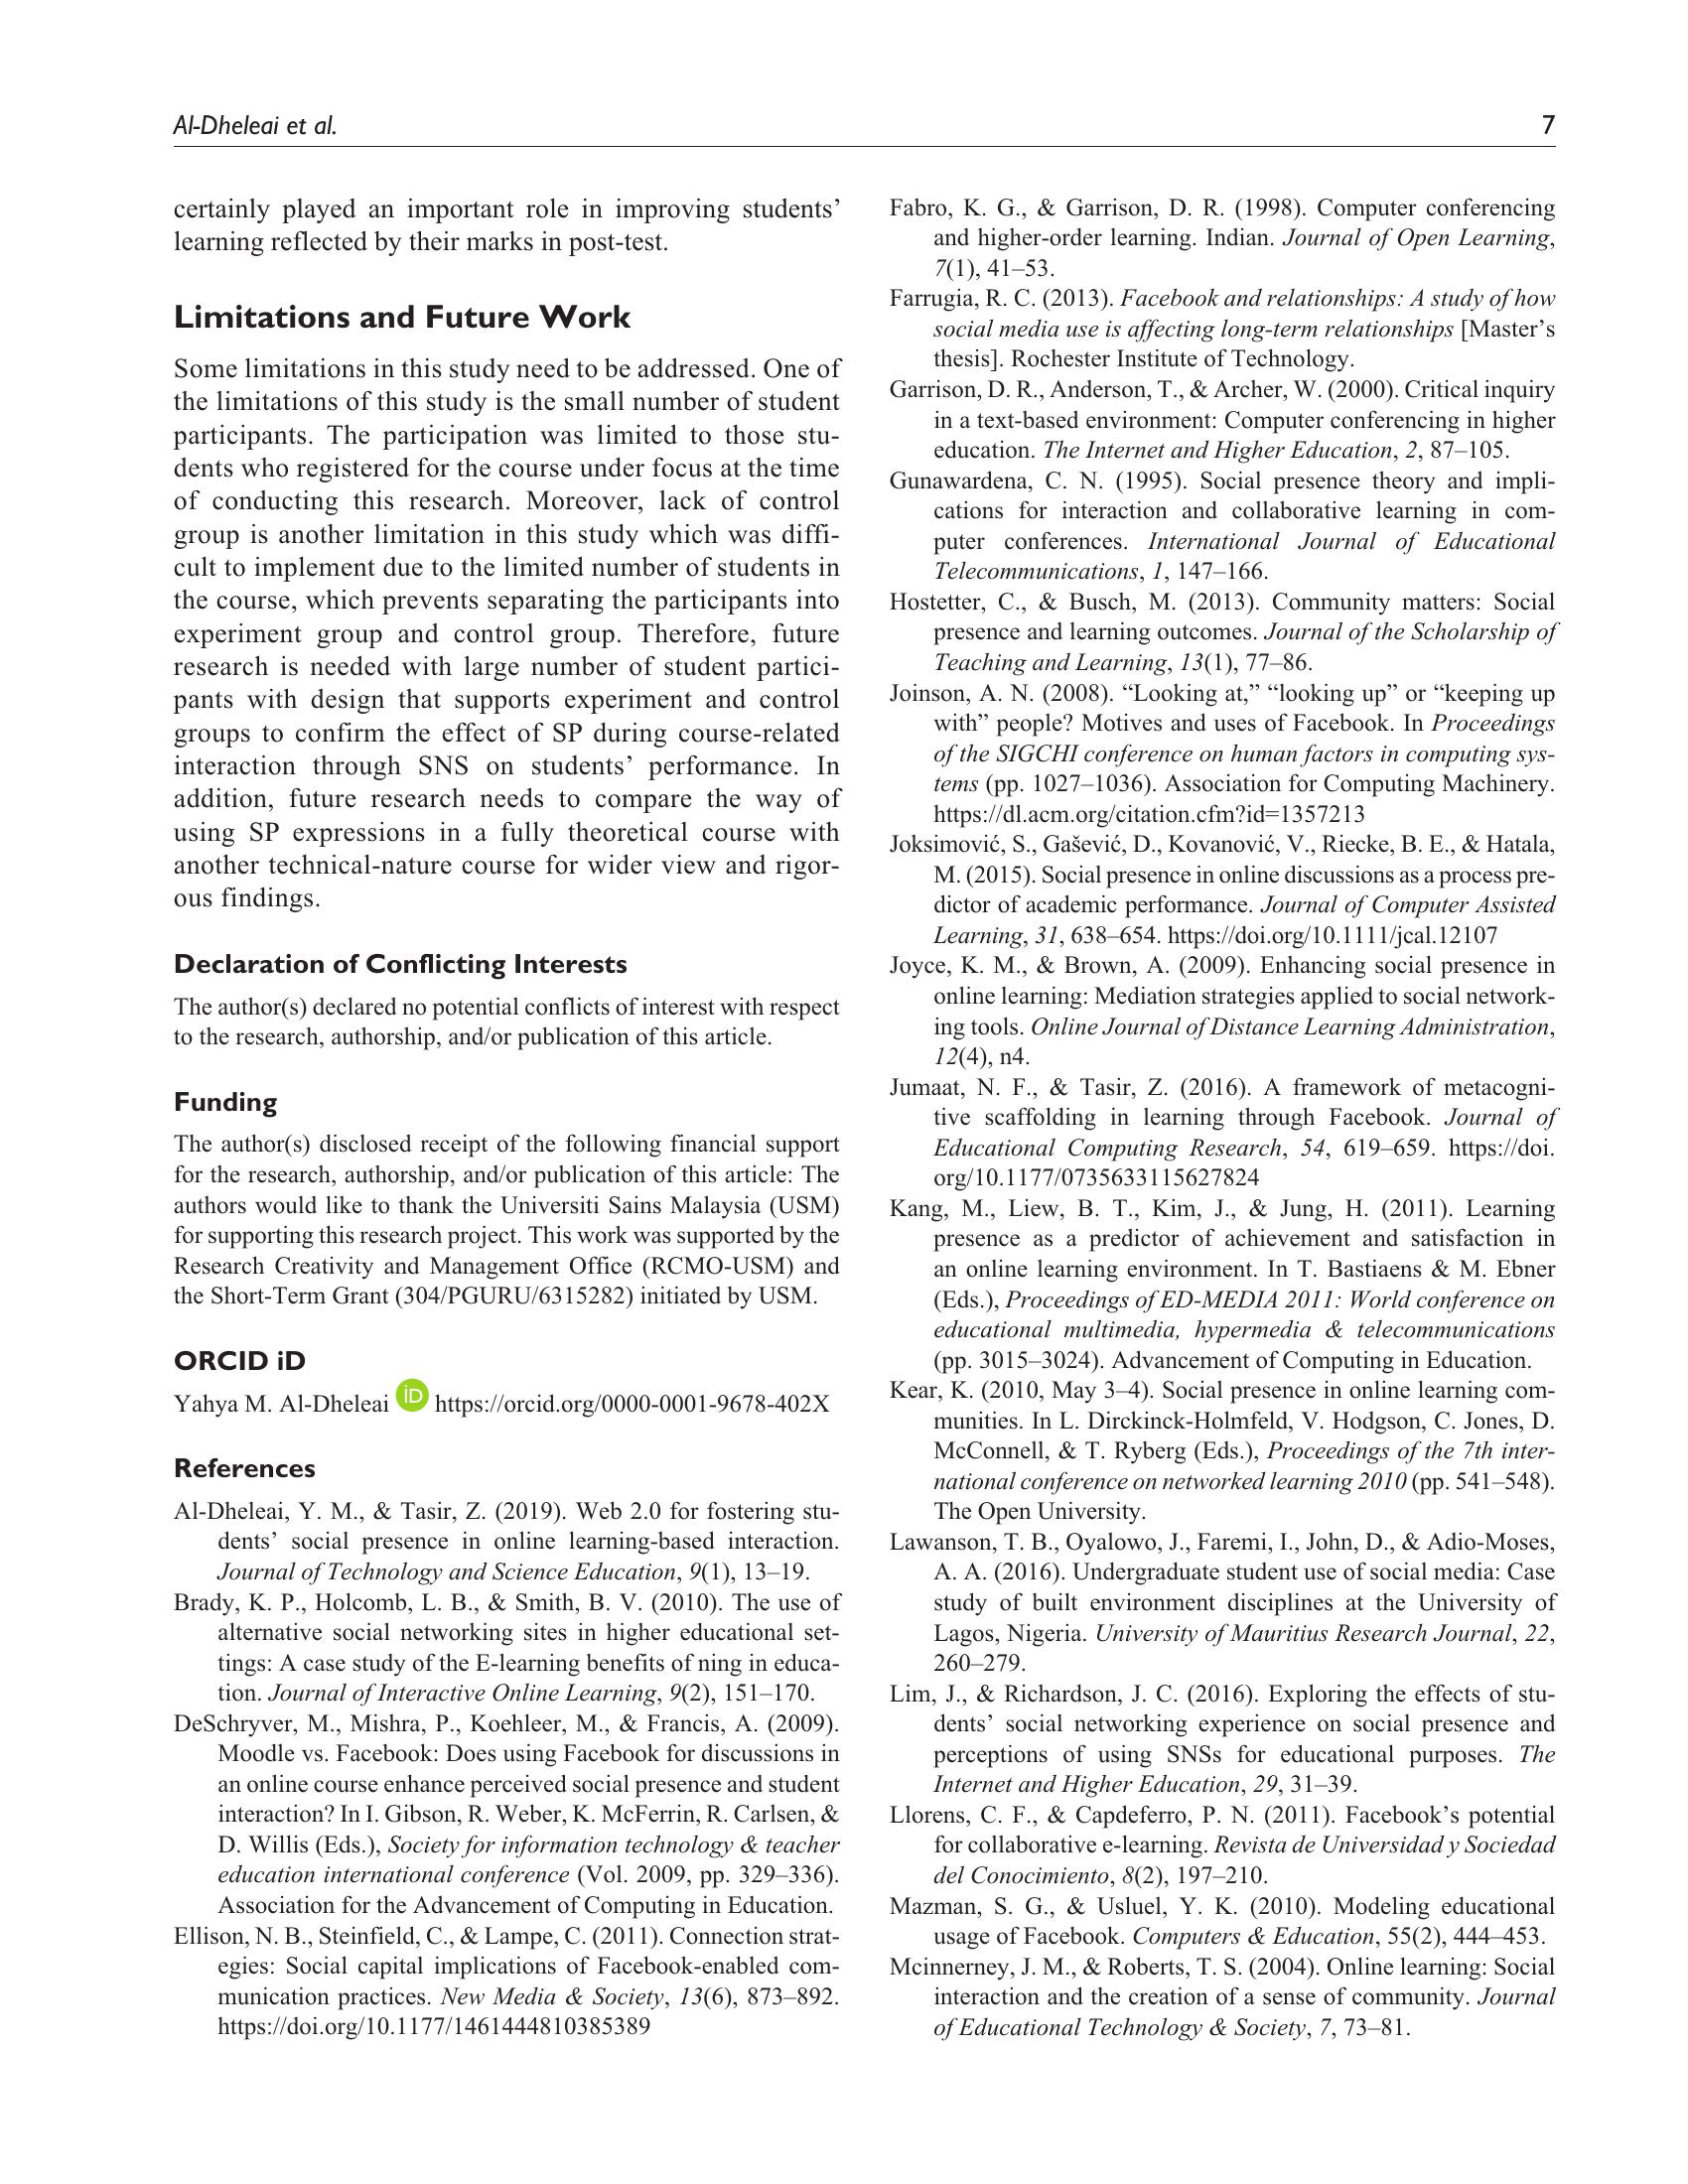 Al-Dheleai et al.
7
certainly played an important role in improving students’
learning reflected by their marks in post-test.
Limitations and Future Work
Some limitations in this study need to be addressed. One of
the limitations of this study is the small number of student
participants. The participation was limited to those stu-
dents who registered for the course under focus at the time
of conducting this research. Moreover, lack of control
group is another limitation in this study which was diffi-
cult to implement due to the limited number of students in
the course, which prevents separating the participants into
experiment group and control group. Therefore, future
research is needed with large number of student partici-
pants with design that supports experiment and control
groups to confirm the effect of SP during course-related
interaction through SNS on students’ performance. In
addition, future research needs to compare the way of
using SP expressions in a fully theoretical course with
another technical-nature course for wider view and rigor-
ous findings.
Declaration of Conflicting Interests
The author(s) declared no potential conflicts of interest with respect
to the research, authorship, and/or publication of this article.
Funding
The author(s) disclosed receipt of the following financial support
for the research, authorship, and/or publication of this article: The
authors would like to thank the Universiti Sains Malaysia (USM)
for supporting this research project. This work was supported by the
Research Creativity and Management Office (RCMO-USM) and
the Short-Term Grant (304/PGURU/6315282) initiated by USM.
ORCID iD
Yahya M. Al-Dheleai iD https://orcid.org/0000-0001-9678-402X
References
Al-Dheleai, Y. M., & Tasir, Z. (2019). Web 2.0 for fostering stu-
dents’ social presence in online learning-based interaction.
Journal of Technology and Science Education, 9(1), 13–19.
Brady, K. P., Holcomb, L. B., & Smith, B. V. (2010). The use of
alternative social networking sites in higher educational set-
tings: A case study of the E-learning benefits of ning in educa-
tion. Journal of Interactive Online Learning, 9(2), 151–170.
DeSchryver, M., Mishra, P., Koehleer, M., & Francis, A. (2009).
Moodle vs. Facebook: Does using Facebook for discussions in
an online course enhance perceived social presence and student
interaction? In I. Gibson, R. Weber, K. McFerrin, R. Carlsen, &
D. Willis (Eds.), Society for information technology & teacher
education international conference (Vol. 2009, pp. 329–336).
Association for the Advancement of Computing in Education.
Ellison, N. B., Steinfield, C., & Lampe, C. (2011). Connection strat-
egies: Social capital implications of Facebook-enabled com-
munication practices. New Media & Society, 13(6), 873–892.
https://doi.org/10.1177/1461444810385389
Fabro, K. G., & Garrison, D. R. (1998). Computer conferencing
and higher-order learning. Indian. Journal of Open Learning,
7(1), 41–53.
Farrugia, R. C. (2013). Facebook and relationships: A study of how
social media use is affecting long-term relationships [Master’s
thesis]. Rochester Institute of Technology.
Garrison, D. R., Anderson, T., & Archer, W. (2000). Critical inquiry
in a text-based environment: Computer conferencing in higher
education. The Internet and Higher Education, 2, 87–105.
Gunawardena, C. N. (1995). Social presence theory and impli-
cations for interaction and collaborative learning in com-
puter conferences. International Journal of Educational
Telecommunications, 1, 147–166.
Hostetter, C., & Busch, M. (2013). Community matters: Social
presence and learning outcomes. Journal of the Scholarship of
Teaching and Learning, 13(1), 77–86.
Joinson, A. N. (2008). “Looking at,” “looking up” or “keeping up
with” people? Motives and uses of Facebook. In Proceedings
of the SIGCHI conference on human factors in computing sys-
tems (pp. 1027–1036). Association for Computing Machinery.
https://dl.acm.org/citation.cfm?id=1357213
Joksimović, S., Gašević, D., Kovanović, V., Riecke, B. E., & Hatala,
M. (2015). Social presence in online discussions as a process pre-
dictor of academic performance. Journal of Computer Assisted
Learning, 31, 638–654. https://doi.org/10.1111/jcal.12107
Joyce, K. M., & Brown, A. (2009). Enhancing social presence in
online learning: Mediation strategies applied to social network-
ing tools. Online Journal of Distance Learning Administration,
12(4), n4.
Jumaat, N. F., & Tasir, Z. (2016). A framework of metacogni-
tive scaffolding in learning through Facebook. Journal of
Educational Computing Research, 54, 619–659. https://doi.
org/10.1177/0735633115627824
Kang, M., Liew, B. T., Kim, J., & Jung, H. (2011). Learning
presence as a predictor of achievement and satisfaction in
an online learning environment. In T. Bastiaens & M. Ebner
(Eds.), Proceedings of ED-MEDIA 2011: World conference on
educational multimedia, hypermedia & telecommunications
(pp. 3015–3024). Advancement of Computing in Education.
Kear, K. (2010, May 3–4). Social presence in online learning com-
munities. In L. Dirckinck-Holmfeld, V. Hodgson, C. Jones, D.
McConnell, & T. Ryberg (Eds.), Proceedings of the 7th inter-
national conference on networked learning 2010 (pp. 541–548).
The Open University.
Lawanson, T. B., Oyalowo, J., Faremi, I., John, D., & Adio-Moses,
A. A. (2016). Undergraduate student use of social media: Case
study of built environment disciplines at the University of
Lagos, Nigeria. University of Mauritius Research Journal, 22,
260–279.
Lim, J., & Richardson, J. C. (2016). Exploring the effects of stu-
dents’ social networking experience on social presence and
perceptions of using SNSs for educational purposes. The
Internet and Higher Education, 29, 31–39.
Llorens, C. F., & Capdeferro, P. N. (2011). Facebook’s potential
for collaborative e-learning. Revista de Universidad y Sociedad
del Conocimiento, 8(2), 197–210.
Mazman, S. G., & Usluel, Y. K. (2010). Modeling educational
usage of Facebook. Computers & Education, 55(2), 444–453.
Mcinnerney, J. M., & Roberts, T. S. (2004). Online learning: Social
interaction and the creation of a sense of community. Journal
of Educational Technology & Society, 7, 73–81.